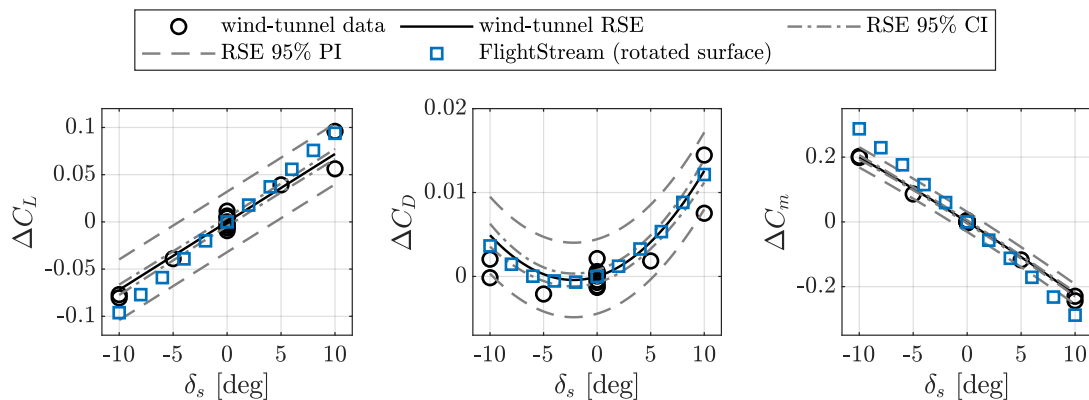 wind-tunnel data wind-tunnel RSE RSE 95% CI
RSE 95% PI FlightStream (rotated surface)
ΔC_L
0.1
0.05
0
-0.05
-0.1
-10 -5 0 5 10
δ_s [deg]
ΔC_D
0.02
0.01
0
-10 -5 0 5 10
δ_s [deg]
ΔC_m
0.2
0
-0.2
-10 -5 0 5 10
δ_s [deg]